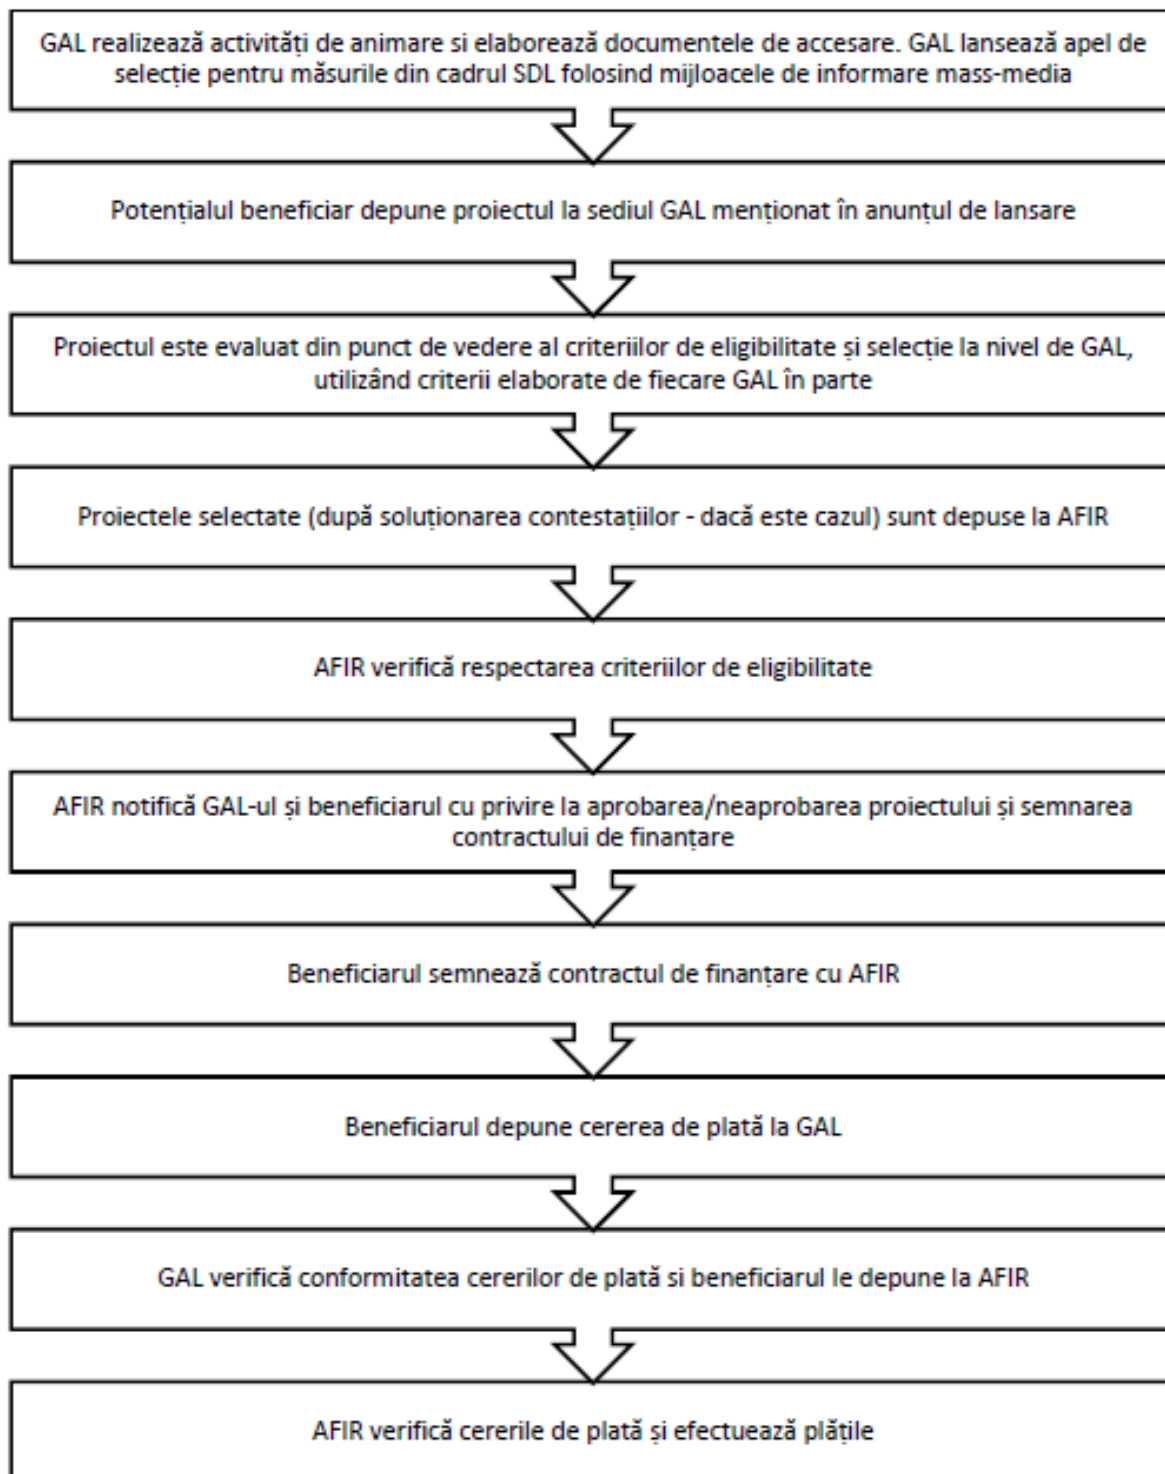 GAL realizează activități de animare si elaborează documentele de accesare. GAL lansează apel de
selecție pentru măsurile din cadrul SDL folosind mijloacele de informare mass-media
Potențialul beneficiar depune proiectul la sediul GAL menționat în anunțul de lansare
Proiectul este evaluat din punct de vedere al criteriilor de eligibilitate și selecție la nivel de GAL,
utilizând criterii elaborate de fiecare GAL în parte
Proiectele selectate (după soluționarea contestațiilor - dacă este cazul) sunt depuse la AFIR
AFIR verifică respectarea criteriilor de eligibilitate
AFIR notifică GAL-ul și beneficiarul cu privire la aprobarea/neaprobarea proiectului și semnarea
contractului de finanțare
Beneficiarul semnează contractul de finanțare cu AFIR
Beneficiarul depune cererea de plată la GAL
GAL verifică conformitatea cererilor de plată si beneficiarul le depune la AFIR
AFIR verifică cererile de plată și efectuează plățile